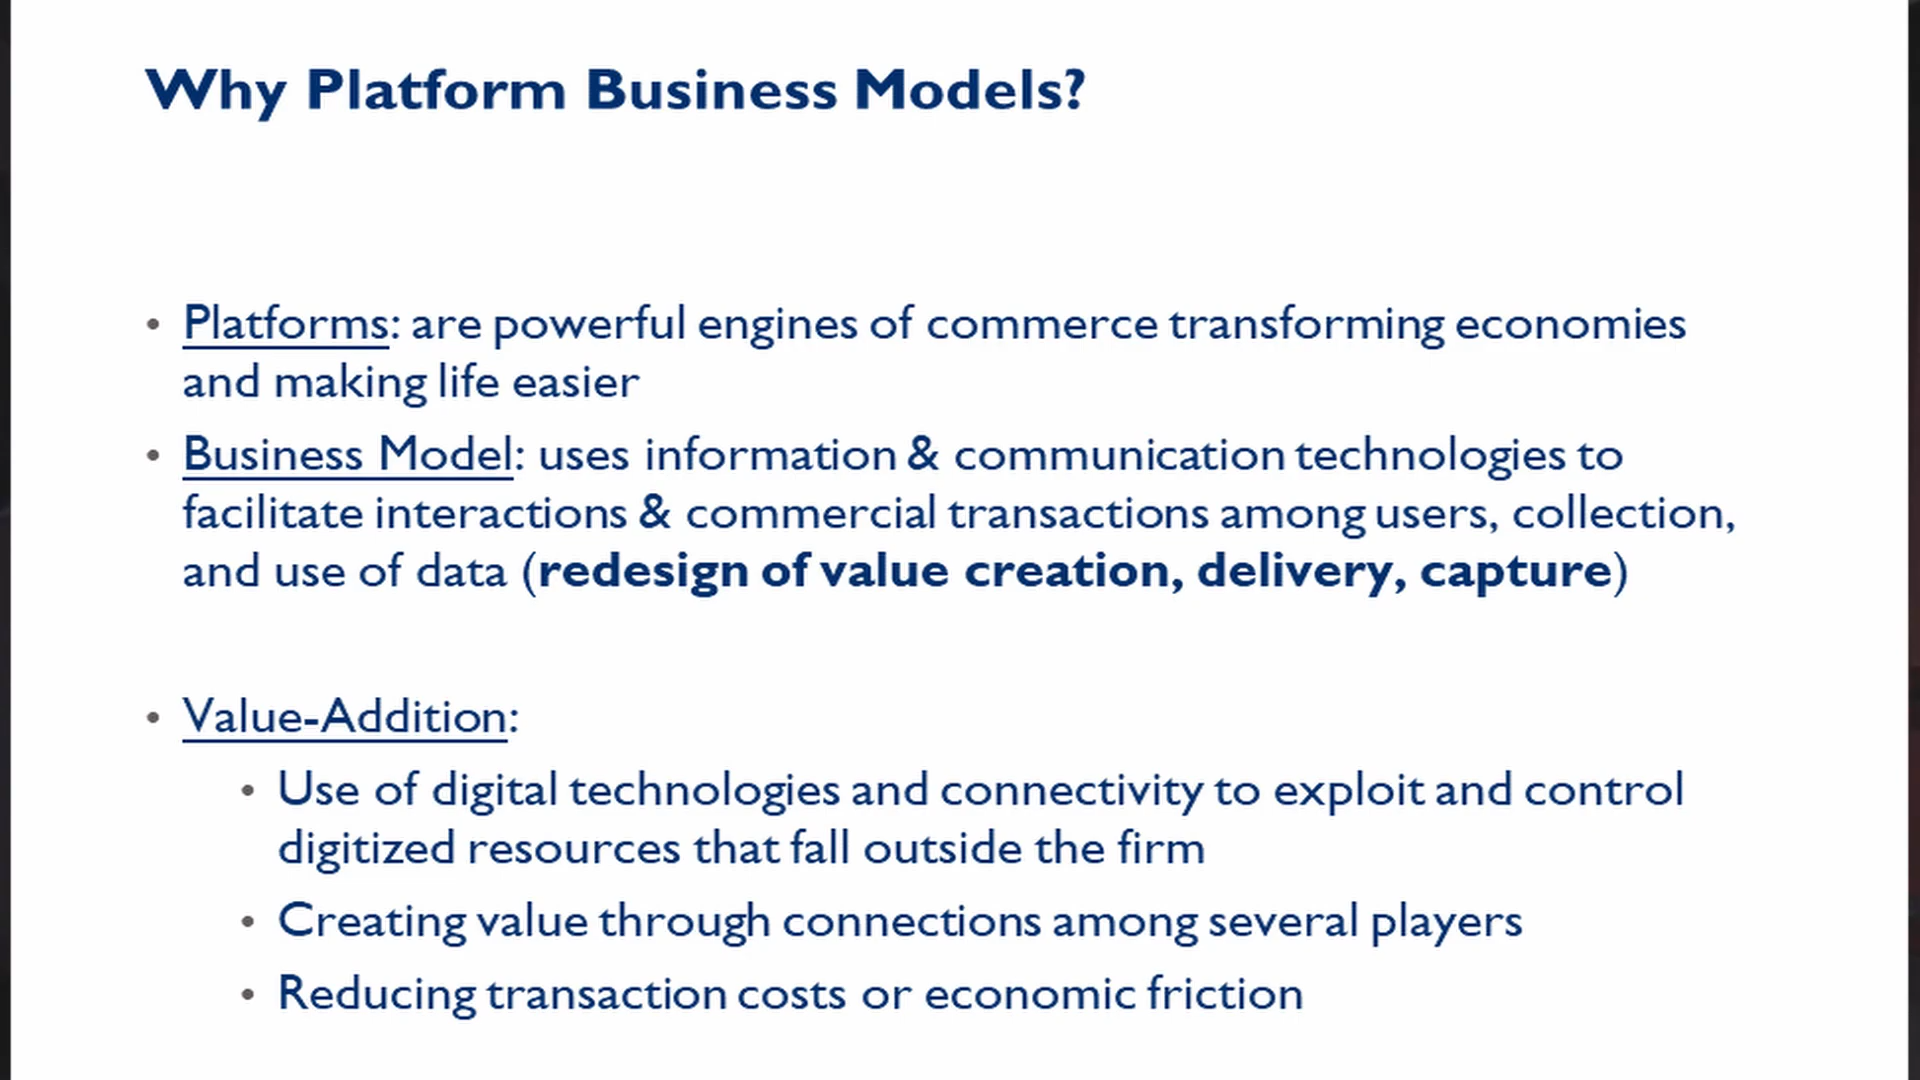 Why Platform Business Models?
• Platforms: are powerful engines of commerce transforming economies
and making life easier
• Business Model: uses information & communication technologies to
facilitate interactions & commercial transactions among users, collection,
and use of data (redesign of value creation, delivery, capture)
• Value-Addition:
• Use of digital technologies and connectivity to exploit and control
digitized resources that fall outside the firm
• Creating value through connections among several players
• Reducing transaction costs or economic friction